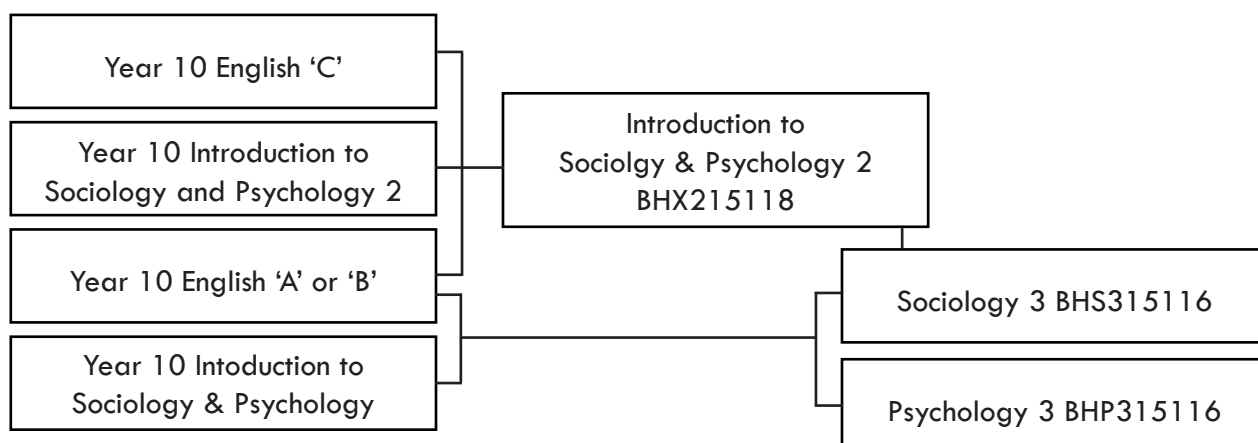 Year 10 English ‘C’
Year 10 Introduction to
Sociology and Psychology 2
Year 10 English ‘A’ or ‘B’
Year 10 Intoduction to
Sociology & Psychology
Introduction to
Sociolgy & Psychology 2
BHX215118
Sociology 3 BHS315116
Psychology 3 BHP315116